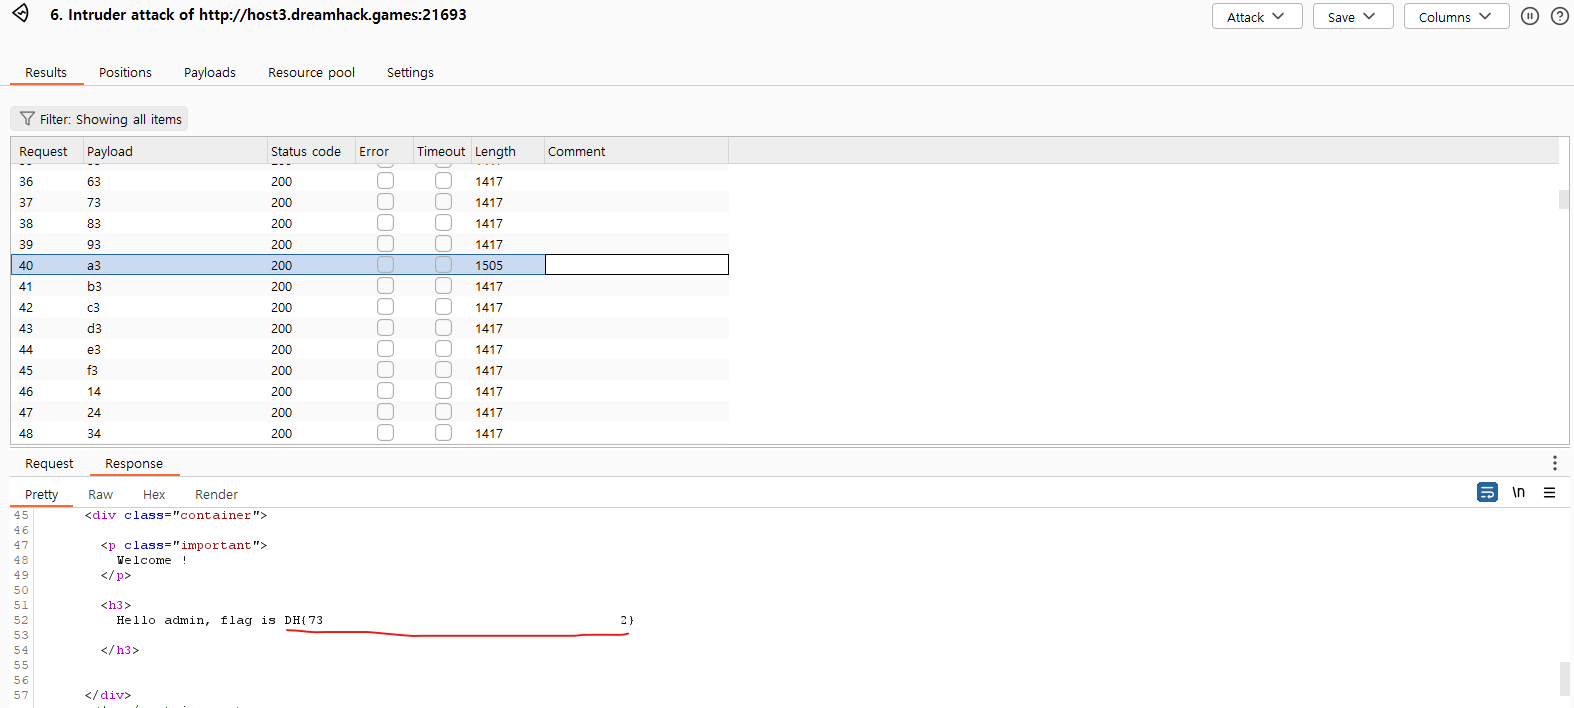 6. Intruder attack of http://host3.dreamhack.games:21693
Attack
Save
Columns
Results Positions Payloads Resource pool Settings
Filter: Showing all items
Request Payload Status code Error Timeout Length Comment
36 63 200 1417
37 73 200 1417
38 83 200 1417
39 93 200 1417
40 a3 200 1505
41 b3 200 1417
42 c3 200 1417
43 d3 200 1417
44 e3 200 1417
45 f3 200 1417
46 14 200 1417
47 24 200 1417
48 34 200 1417
Request Response
Pretty Raw Hex Render
\n
45 <div class="container">
46
47 <p class="important">
48 Welcome !
49 </p>
50
51 <h3>
52 Hello admin, flag is DH{73 2}
53
54 </h3>
55
56
57 </div>